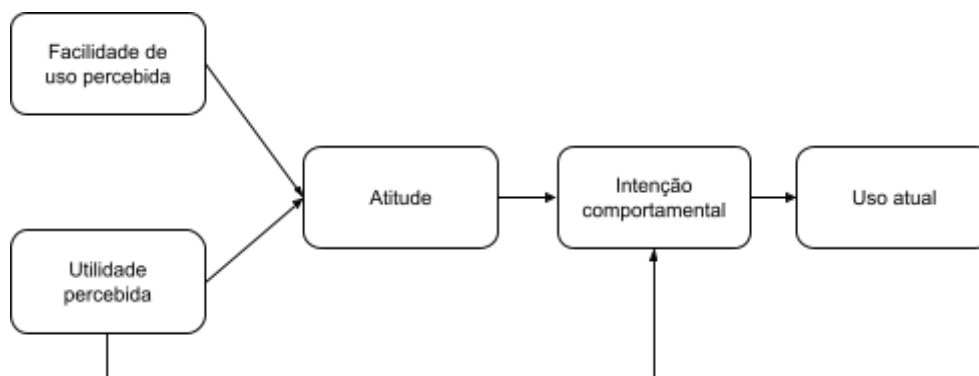 Facilidade de
uso percebida
Atitude
Intenção
comportamental
Uso atual
Utilidade
percebida